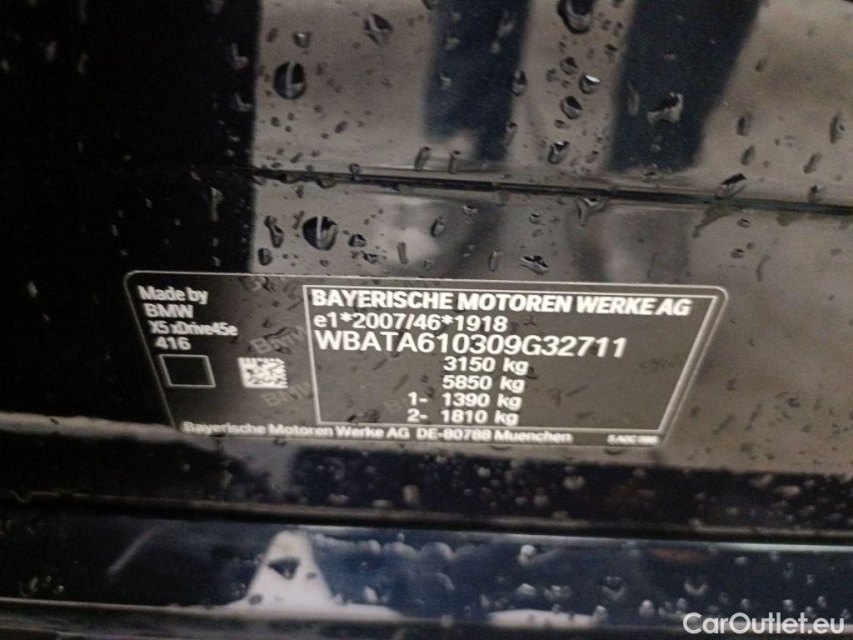 Made by
BMW
X5 xDrive45e
416
BAYERISCHE MOTOREN WERKE AG
e1*2007/46*1918
WBATA610309G32711
3150 kg
5850 kg
1- 1390 kg
2- 1810 kg
Bayerische Motoren Werke AG DE-80788 Muenchen
CarOutlet.eu